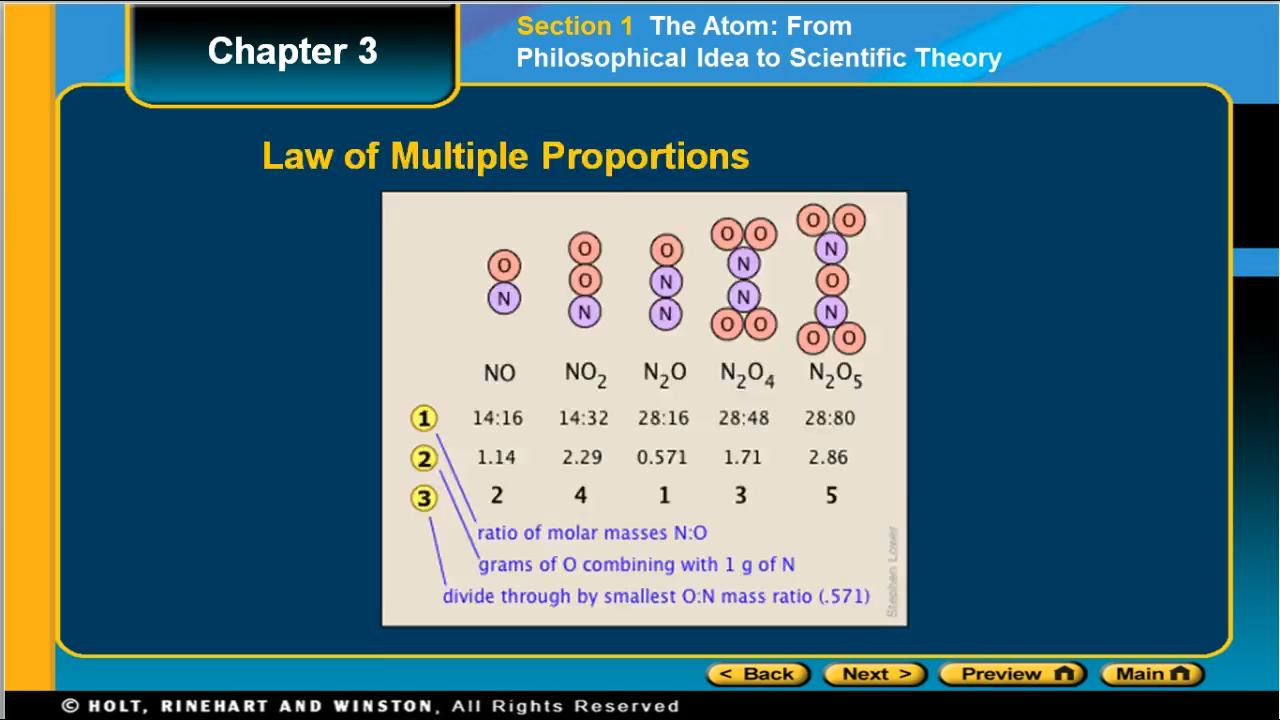 Chapter 3
Section 1 The Atom: From
Philosophical Idea to Scientific Theory
Law of Multiple Proportions
O O O O O O O
O O N N N O
N N N N N
O O O O
NO NO₂ N₂O N₂O₄ N₂O₅
1 14:16 14:32 28:16 28:48 28:80
2 1.14 2.29 0.571 1.71 2.86
3 2 4 1 3 5
ratio of molar masses N:O
grams of O combining with 1 g of N
divide through by smallest O:N mass ratio (.571)
Stephen Lower
< Back Next > Preview Main
© HOLT, RINEHART AND WINSTON, All Rights Reserved